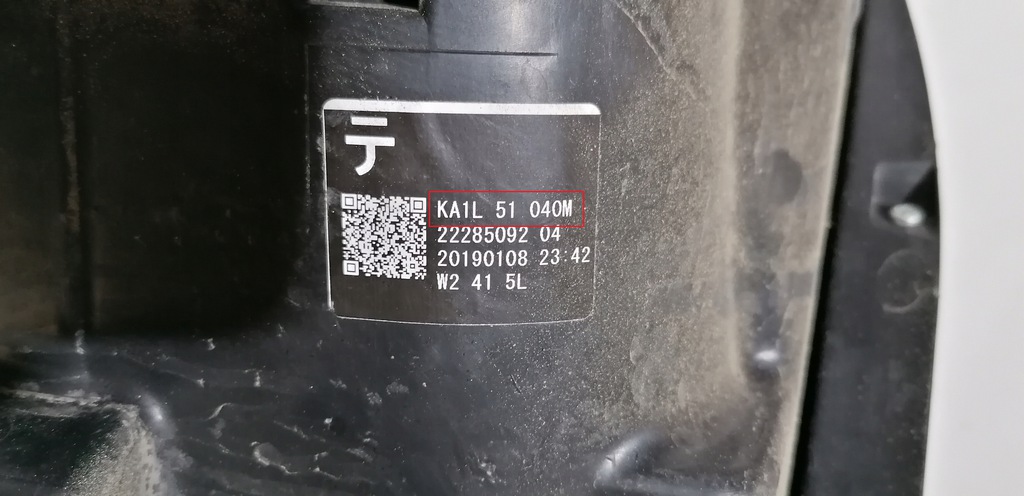 テ
KA1L 51 040M
22285092 04
20190108 23:42
W2 41 5L